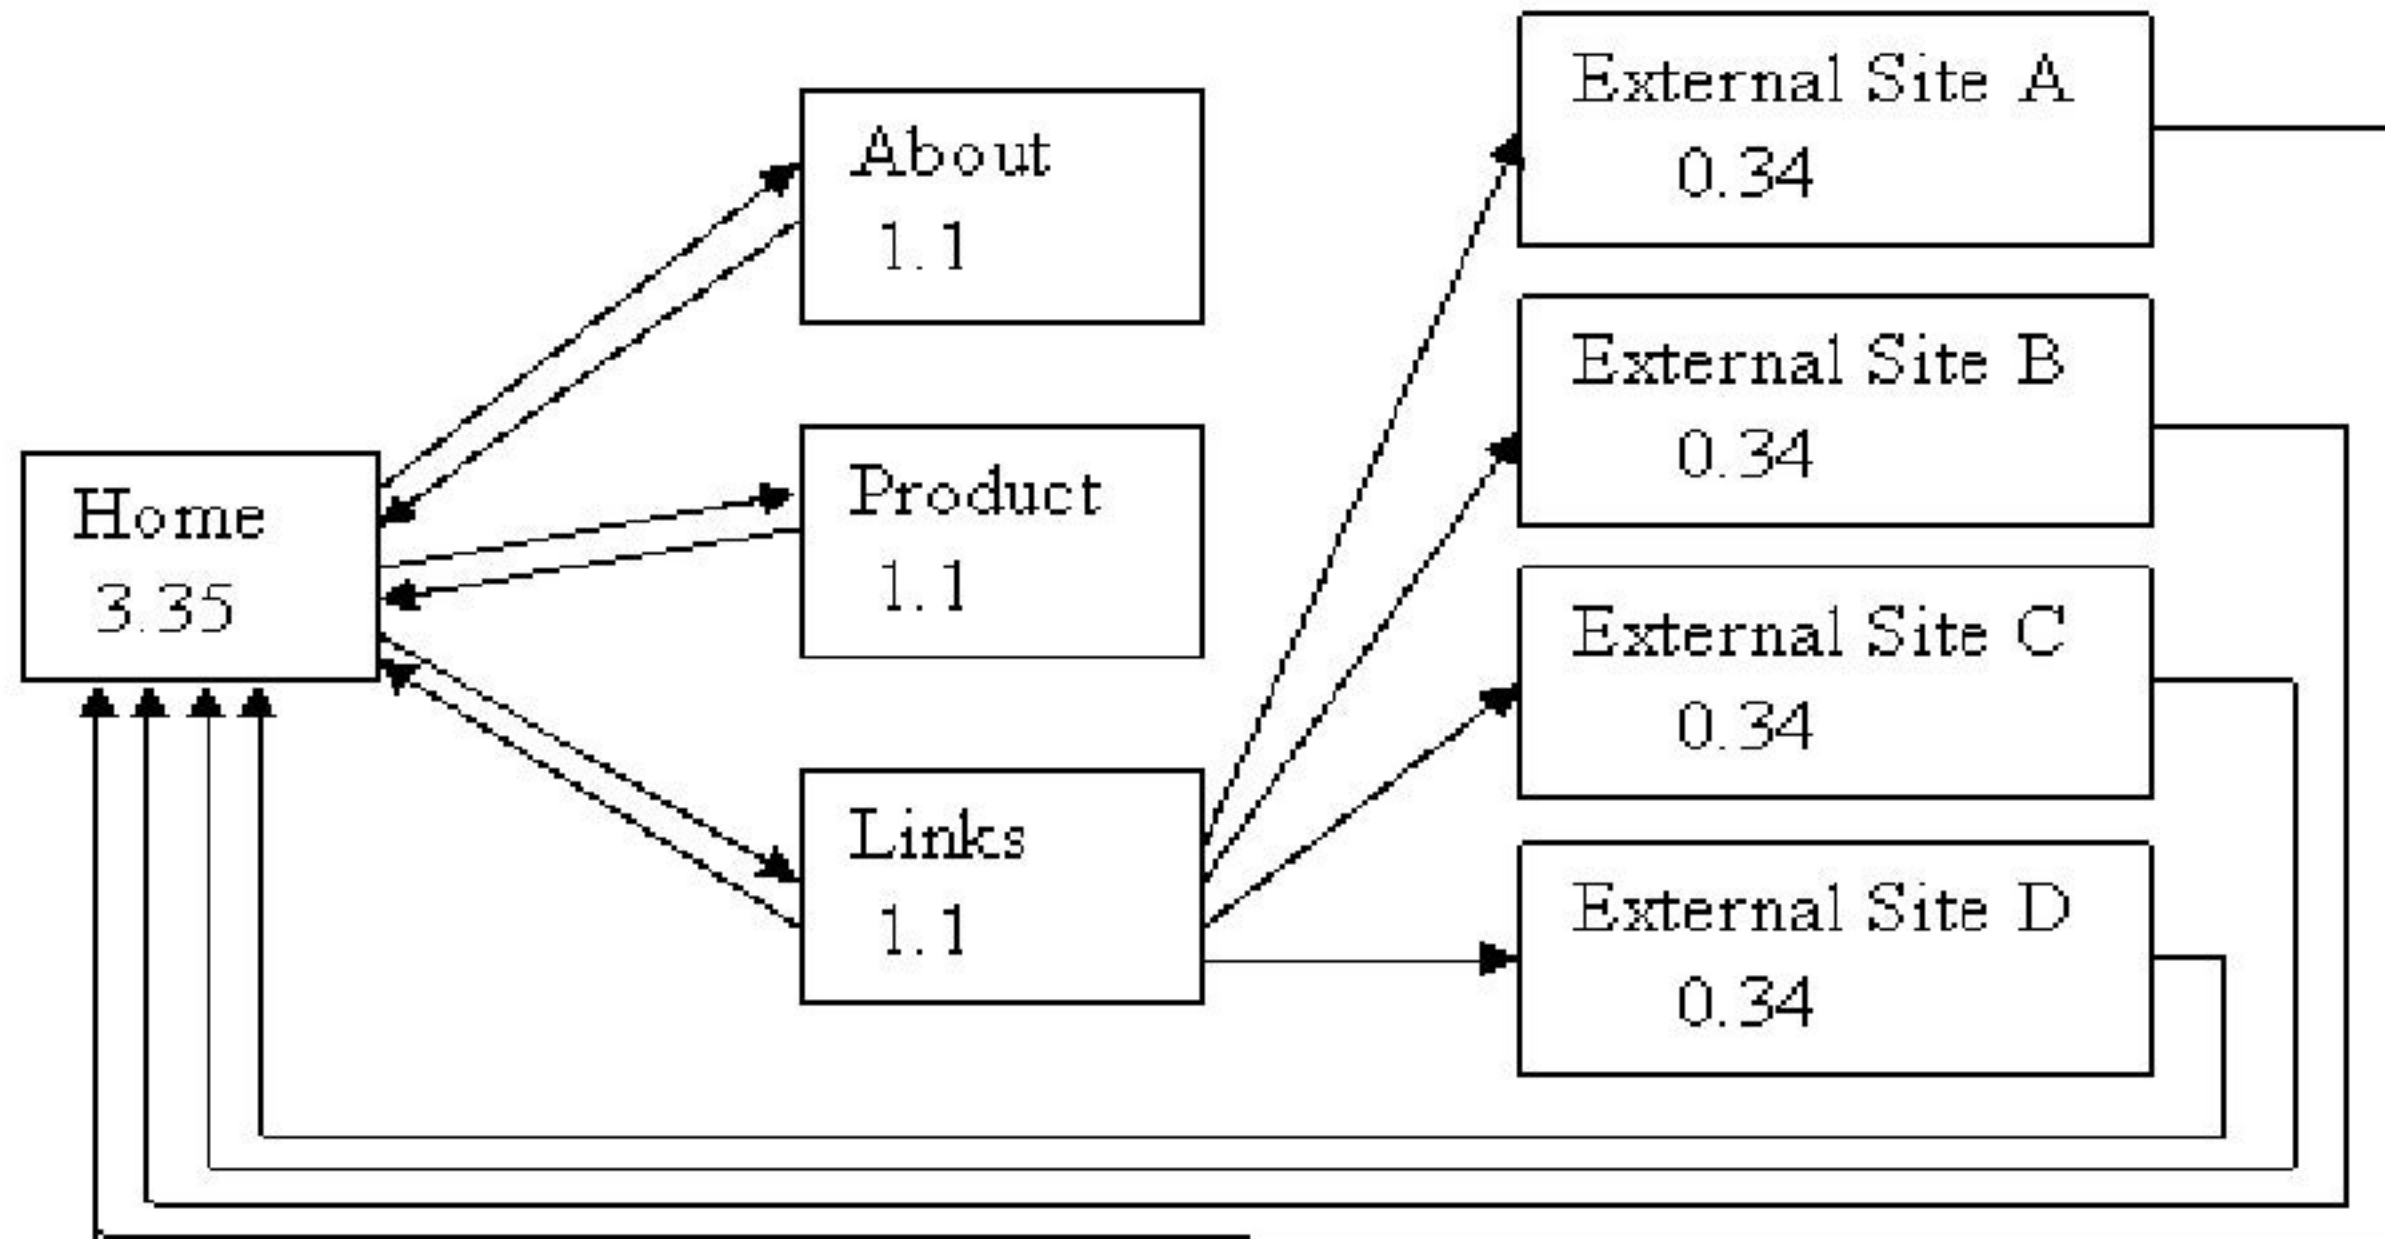 Home
3.35
About
1.1
Product
1.1
Links
1.1
External Site A
0.34
External Site B
0.34
External Site C
0.34
External Site D
0.34